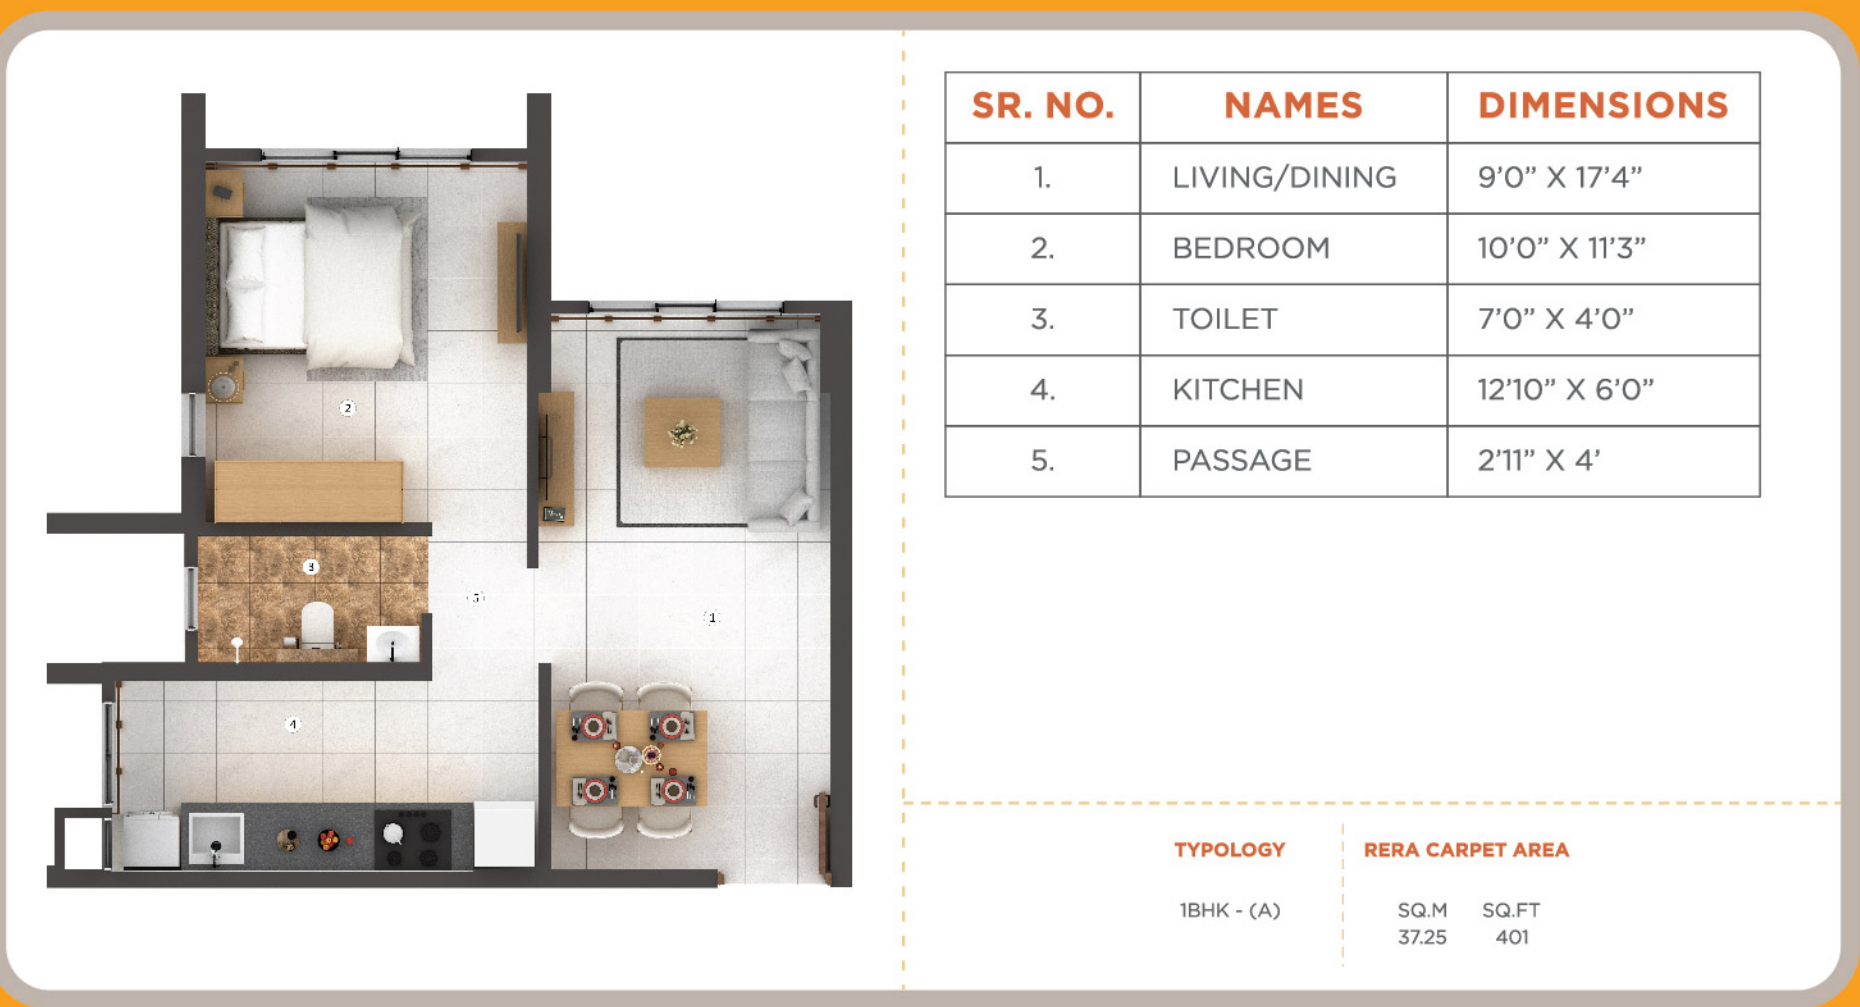 SR. NO. NAMES DIMENSIONS
1. LIVING/DINING 9’0” X 17’4”
2. BEDROOM 10’0” X 11’3”
3. TOILET 7’0” X 4’0”
4. KITCHEN 12’10” X 6’0”
5. PASSAGE 2’11” X 4’
2
3
5
1
4
TYPOLOGY RERA CARPET AREA
1BHK - (A) SQ.M SQ.FT
37.25 401